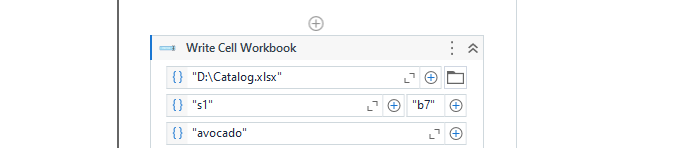 Write Cell Workbook
"D:\Catalog.xlsx"
"s1" "b7"
"avocado"